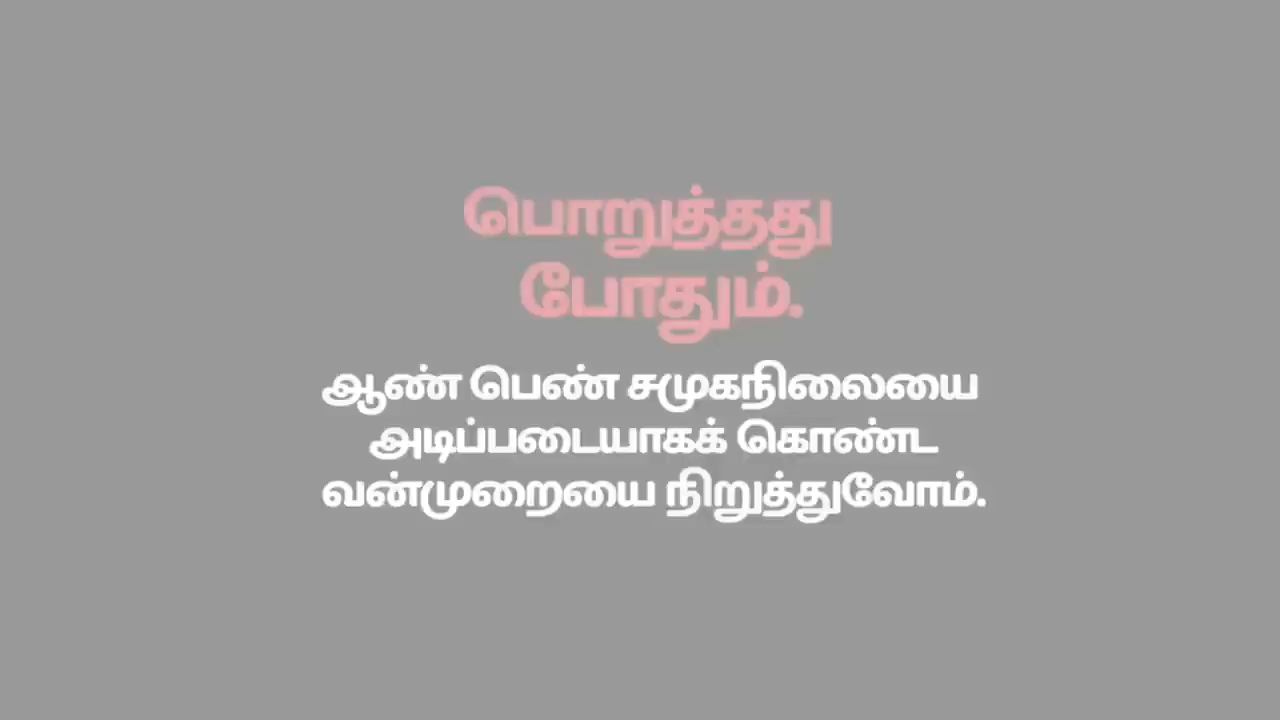 பொறுத்தது
போதும்.
ஆண் பெண் சமுகநிலையை
அடிப்படையாகக் கொண்ட
வன்முறையை நிறுத்துவோம்.